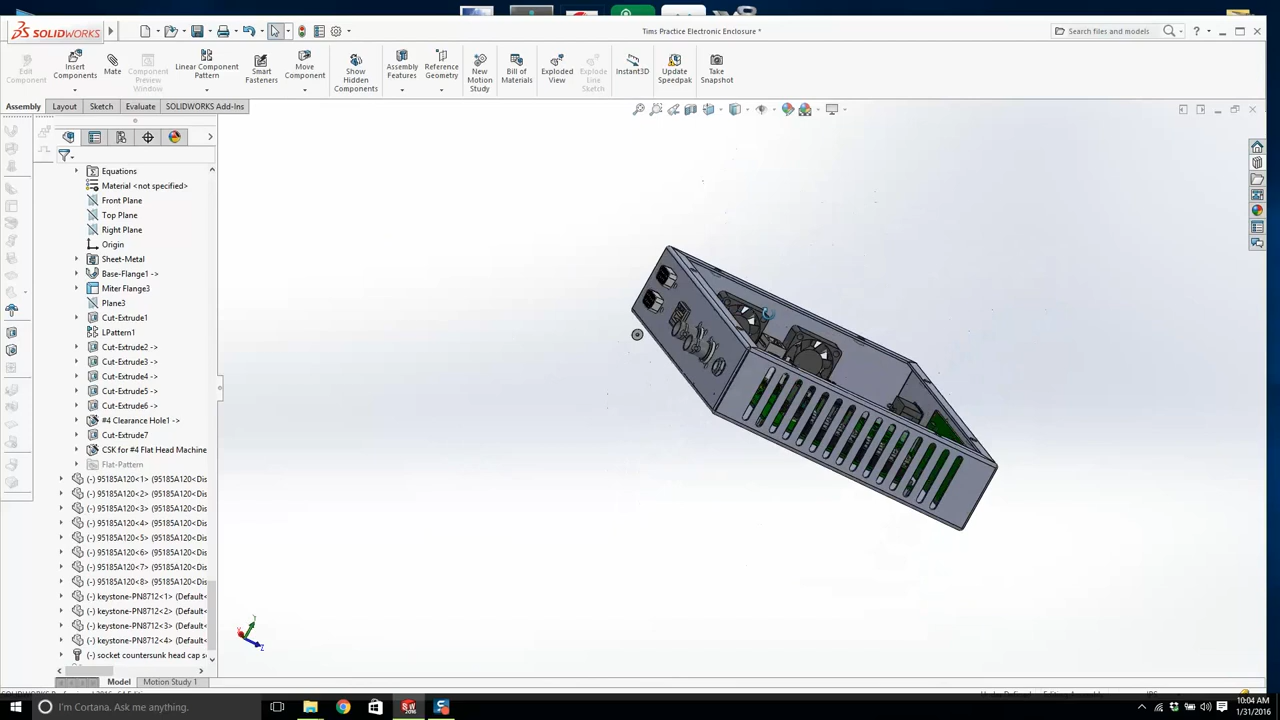 SOLIDWORKS
Tims Practice Electronic Enclosure *
Search files and models
Edit Component
Insert Components
Mate
Component Preview Window
Linear Component Pattern
Smart Fasteners
Move Component
Show Hidden Components
Assembly Features
Reference Geometry
New Motion Study
Bill of Materials
Exploded View
Explode Line Sketch
Instant3D
Update Speedpak
Take Snapshot
Assembly Layout Sketch Evaluate SOLIDWORKS Add-Ins
Equations
Material <not specified>
Front Plane
Top Plane
Right Plane
Origin
Sheet-Metal
Base-Flange1 ->
Miter Flange3
Plane3
Cut-Extrude1
LPattern1
Cut-Extrude2 ->
Cut-Extrude3 ->
Cut-Extrude4 ->
Cut-Extrude5 ->
Cut-Extrude6 ->
#4 Clearance Hole1 ->
Cut-Extrude7
CSK for #4 Flat Head Machine
Flat-Pattern
(-) 95185A120<1> (95185A120<Dis
(-) 95185A120<2> (95185A120<Dis
(-) 95185A120<3> (95185A120<Dis
(-) 95185A120<4> (95185A120<Dis
(-) 95185A120<5> (95185A120<Dis
(-) 95185A120<6> (95185A120<Dis
(-) 95185A120<7> (95185A120<Dis
(-) 95185A120<8> (95185A120<Dis
(-) keystone-PN8712<1> (Default<
(-) keystone-PN8712<2> (Default<
(-) keystone-PN8712<3> (Default<
(-) keystone-PN8712<4> (Default<
(-) socket countersunk head cap s
Model Motion Study 1
I'm Cortana. Ask me anything.
10:04 AM
1/31/2016